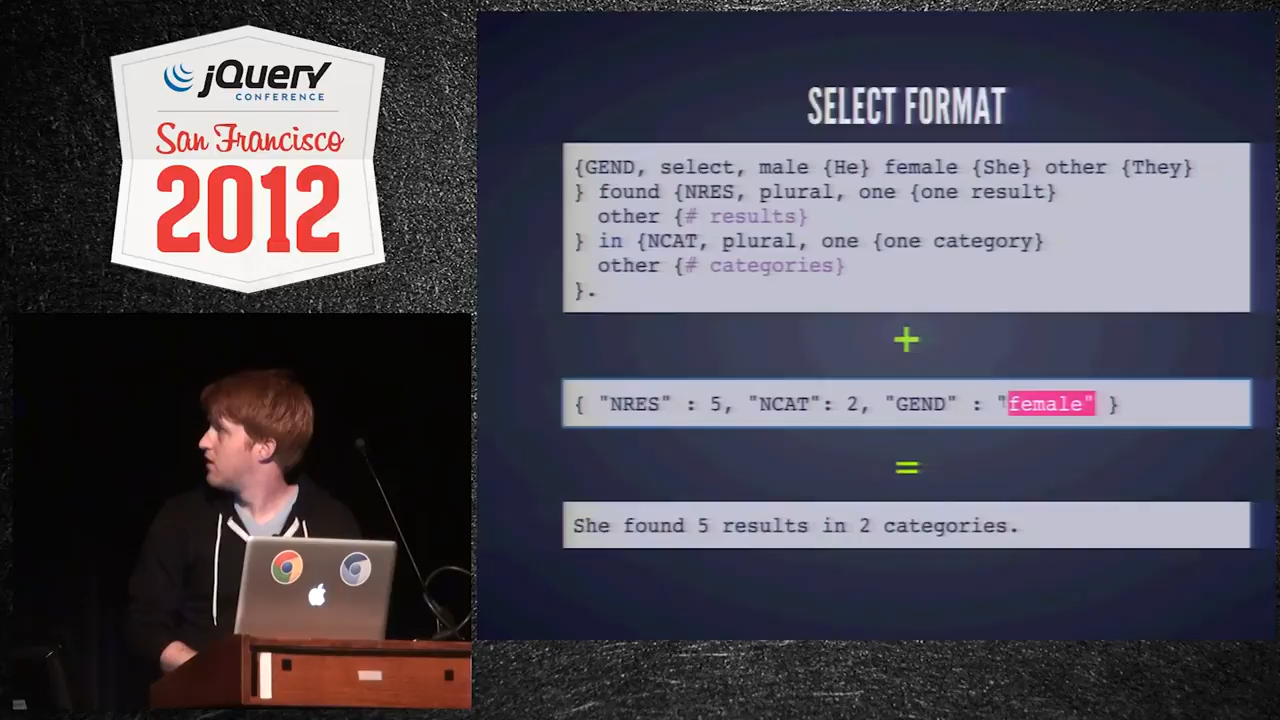 jQuery
CONFERENCE
San Francisco
2012
SELECT FORMAT
{GEND, select, male {He} female {She} other {They}
} found {NRES, plural, one {one result}
other {# results}
} in {NCAT, plural, one {one category}
other {# categories}
}.
+
{ "NRES" : 5, "NCAT": 2, "GEND" : "female" }
=
She found 5 results in 2 categories.